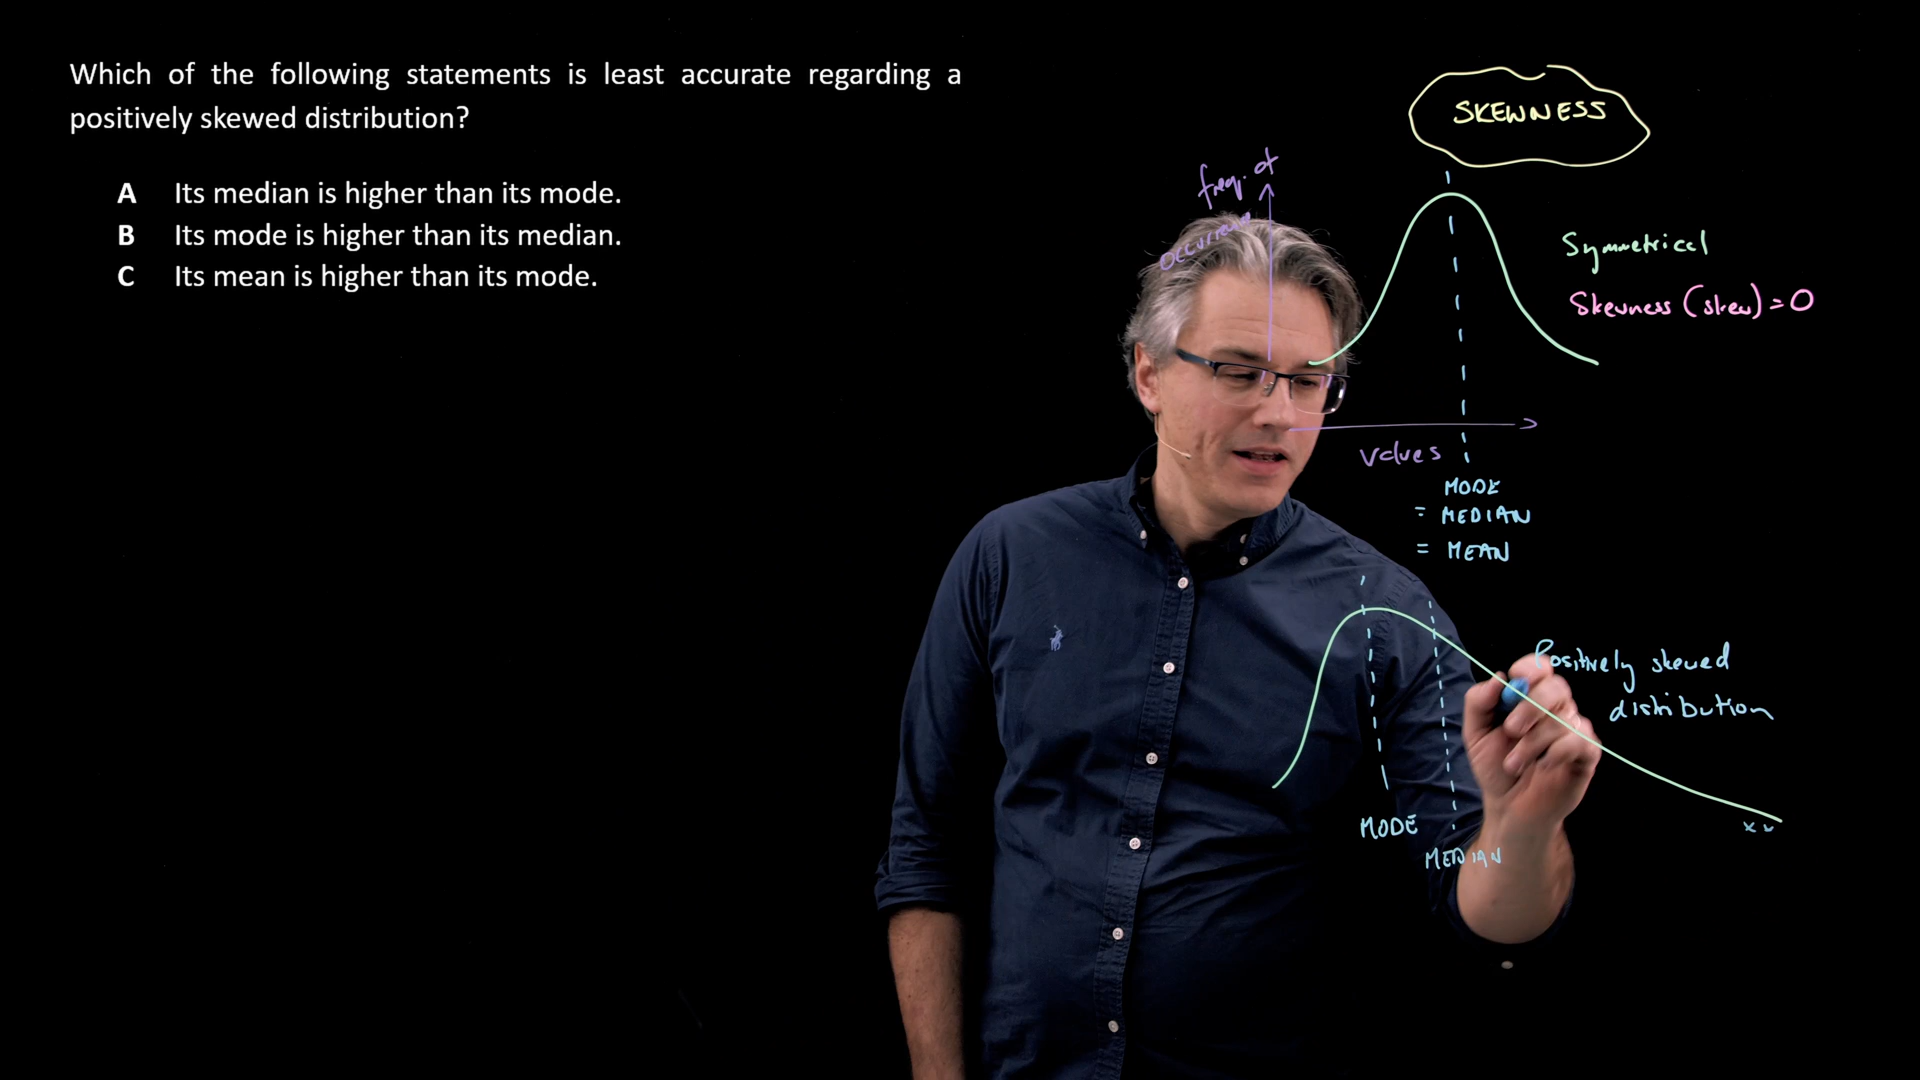 Which of the following statements is least accurate regarding a
positively skewed distribution?
A Its median is higher than its mode.
B Its mode is higher than its median.
C Its mean is higher than its mode.
SKEWNESS
freq. of
occurrence
Symmetrical
Skewness (skew) = 0
values
MODE
= MEDIAN
= MEAN
Positively skewed
distribution
MODE
MEDIAN
x x